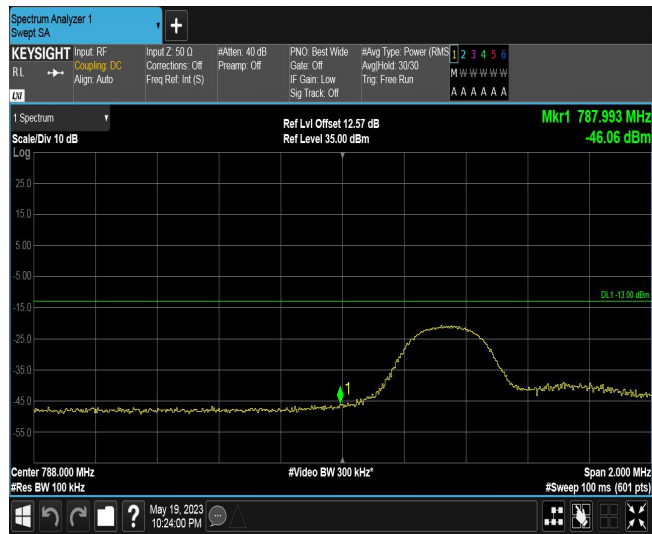 Spectrum Analyzer 1
Swept SA
+
KEYSIGHT
RL
LXI
Input: RF
Coupling: DC
Align: Auto
Input Z: 50 Ω
Corrections: Off
Freq Ref: Int (S)
#Atten: 40 dB
Preamp: Off
PNO: Best Wide
Gate: Off
IF Gain: Low
Sig Track: Off
#Avg Type: Power (RMS
Avg|Hold: 30/30
Trig: Free Run
1 2 3 4 5 6
M W W W W W
A A A A A A
1 Spectrum
Scale/Div 10 dB
Ref Lvl Offset 12.57 dB
Ref Level 35.00 dBm
Mkr1 787.993 MHz
-46.06 dBm
Log
25.0
15.0
5.00
-5.00
DL1 -13.00 dBm
-15.0
-25.0
-35.0
1
-45.0
-55.0
Center 788.000 MHz
#Video BW 300 kHz*
Span 2.000 MHz
#Res BW 100 kHz
#Sweep 100 ms (601 pts)
?
May 19, 2023
10:24:00 PM